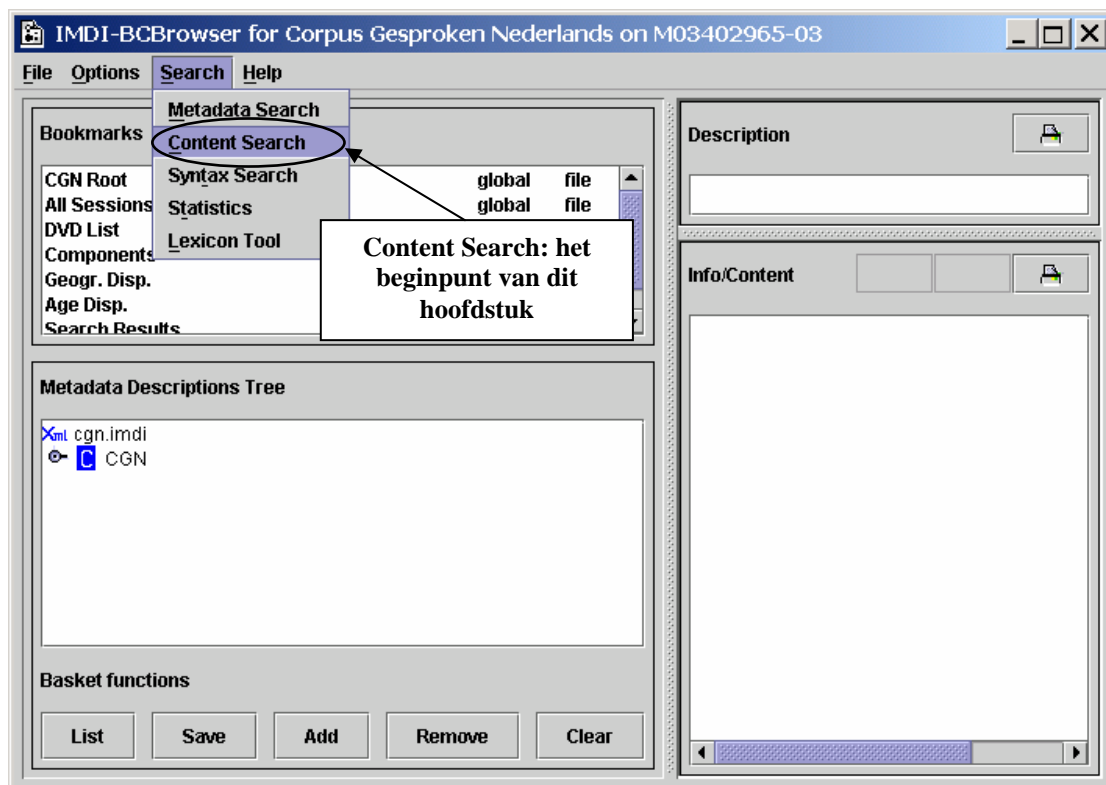 IMDI-BCBrowser for Corpus Gesproken Nederlands on M03402965-03
File Options Search Help
Metadata Search
Content Search
Syntax Search
Statistics
Lexicon Tool
Bookmarks
CGN Root global file
All Sessions global file
DVD List
Components
Geogr. Disp.
Age Disp.
Search Results
Content Search: het
beginpunt van dit
hoofdstuk
Metadata Descriptions Tree
Xml cgn.imdi
C CGN
Basket functions
List Save Add Remove Clear
Description
Info/Content